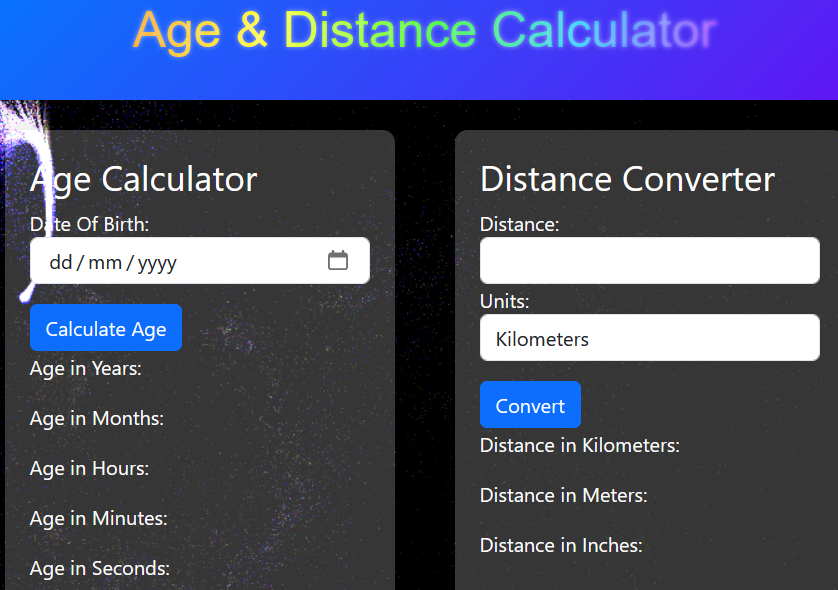 Age & Distance Calculator
Age Calculator
Date Of Birth:
dd/mm/yyyy
Calculate Age
Age in Years:
Age in Months:
Age in Hours:
Age in Minutes:
Age in Seconds:
Distance Converter
Distance:
Units:
Kilometers
Convert
Distance in Kilometers:
Distance in Meters:
Distance in Inches: